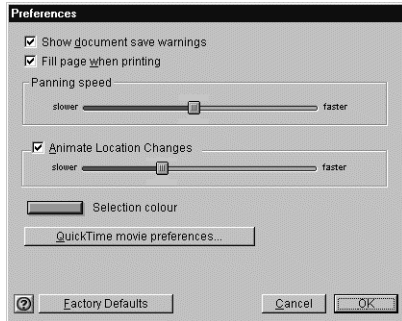 Preferences
Show document save warnings
Fill page when printing
Panning speed
slower faster
Animate Location Changes
slower faster
Selection colour
QuickTime movie preferences...
? Factory Defaults Cancel OK